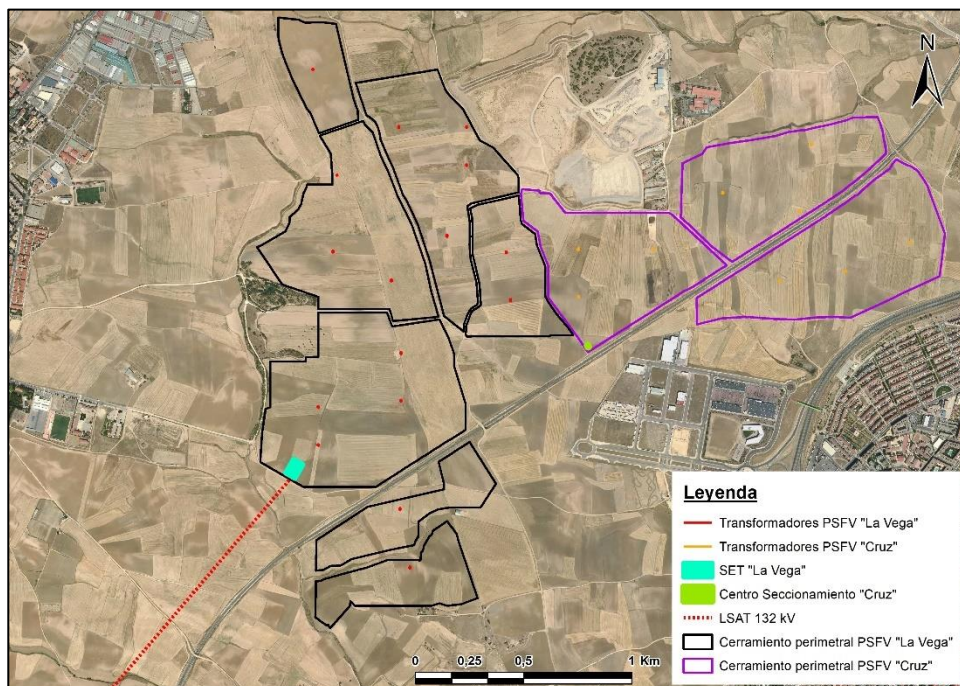 N
Leyenda
Transformadores PSFV "La Vega"
Transformadores PSFV "Cruz"
SET "La Vega"
Centro Seccionamiento "Cruz"
LSAT 132 kV
Cerramiento perimetral PSFV "La Vega"
Cerramiento perimetral PSFV "Cruz"
0 0,25 0,5 1 Km